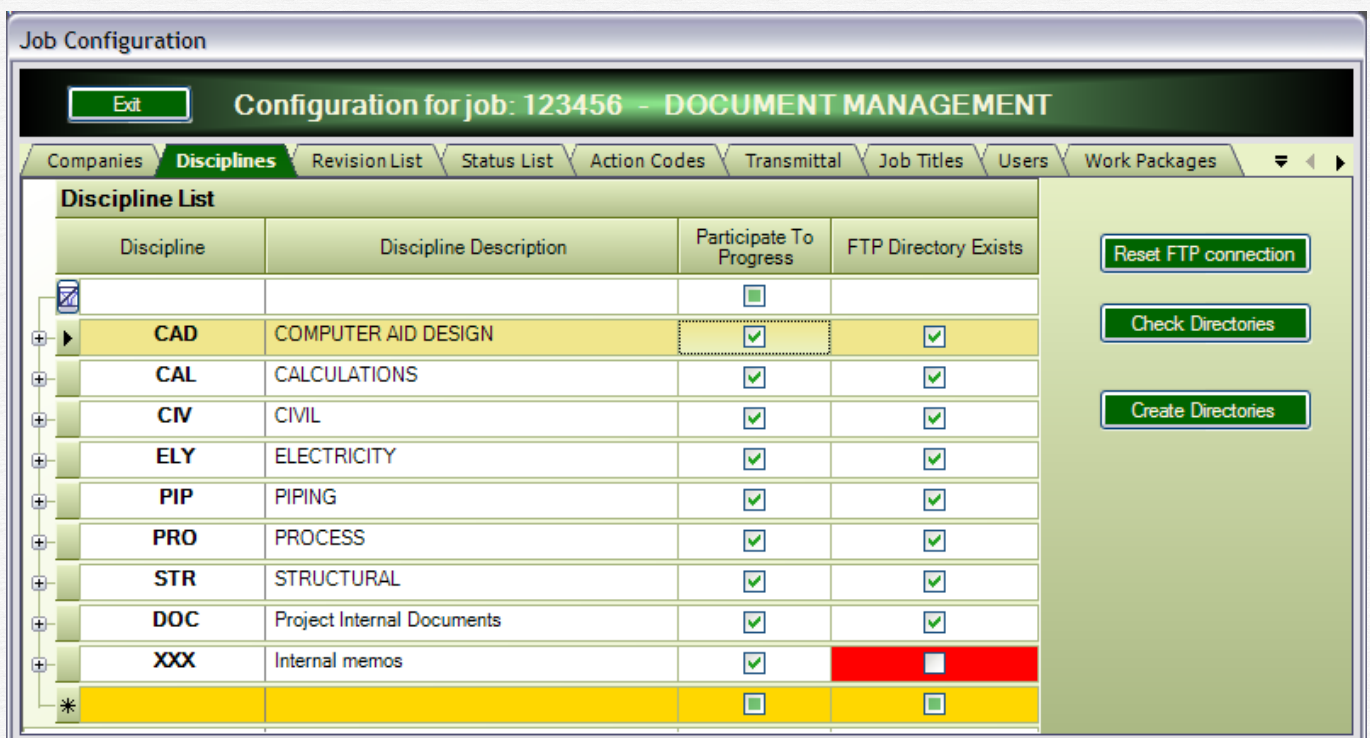 Job Configuration
Exit
Configuration for job: 123456 - DOCUMENT MANAGEMENT
Companies Disciplines Revision List Status List Action Codes Transmittal Job Titles Users Work Packages
Discipline List
Discipline Discipline Description Participate To Progress FTP Directory Exists
CAD COMPUTER AID DESIGN
CAL CALCULATIONS
CIV CIVIL
ELY ELECTRICITY
PIP PIPING
PRO PROCESS
STR STRUCTURAL
DOC Project Internal Documents
XXX Internal memos
Reset FTP connection
Check Directories
Create Directories